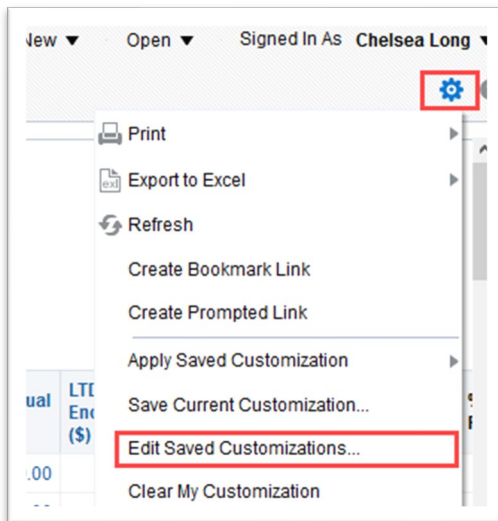 New ▼ Open ▼ Signed In As Chelsea Long
Print
Export to Excel
Refresh
Create Bookmark Link
Create Prompted Link
Apply Saved Customization
ual LTD
Save Current Customization...
Enc
($)
Edit Saved Customizations...
.00
Clear My Customization